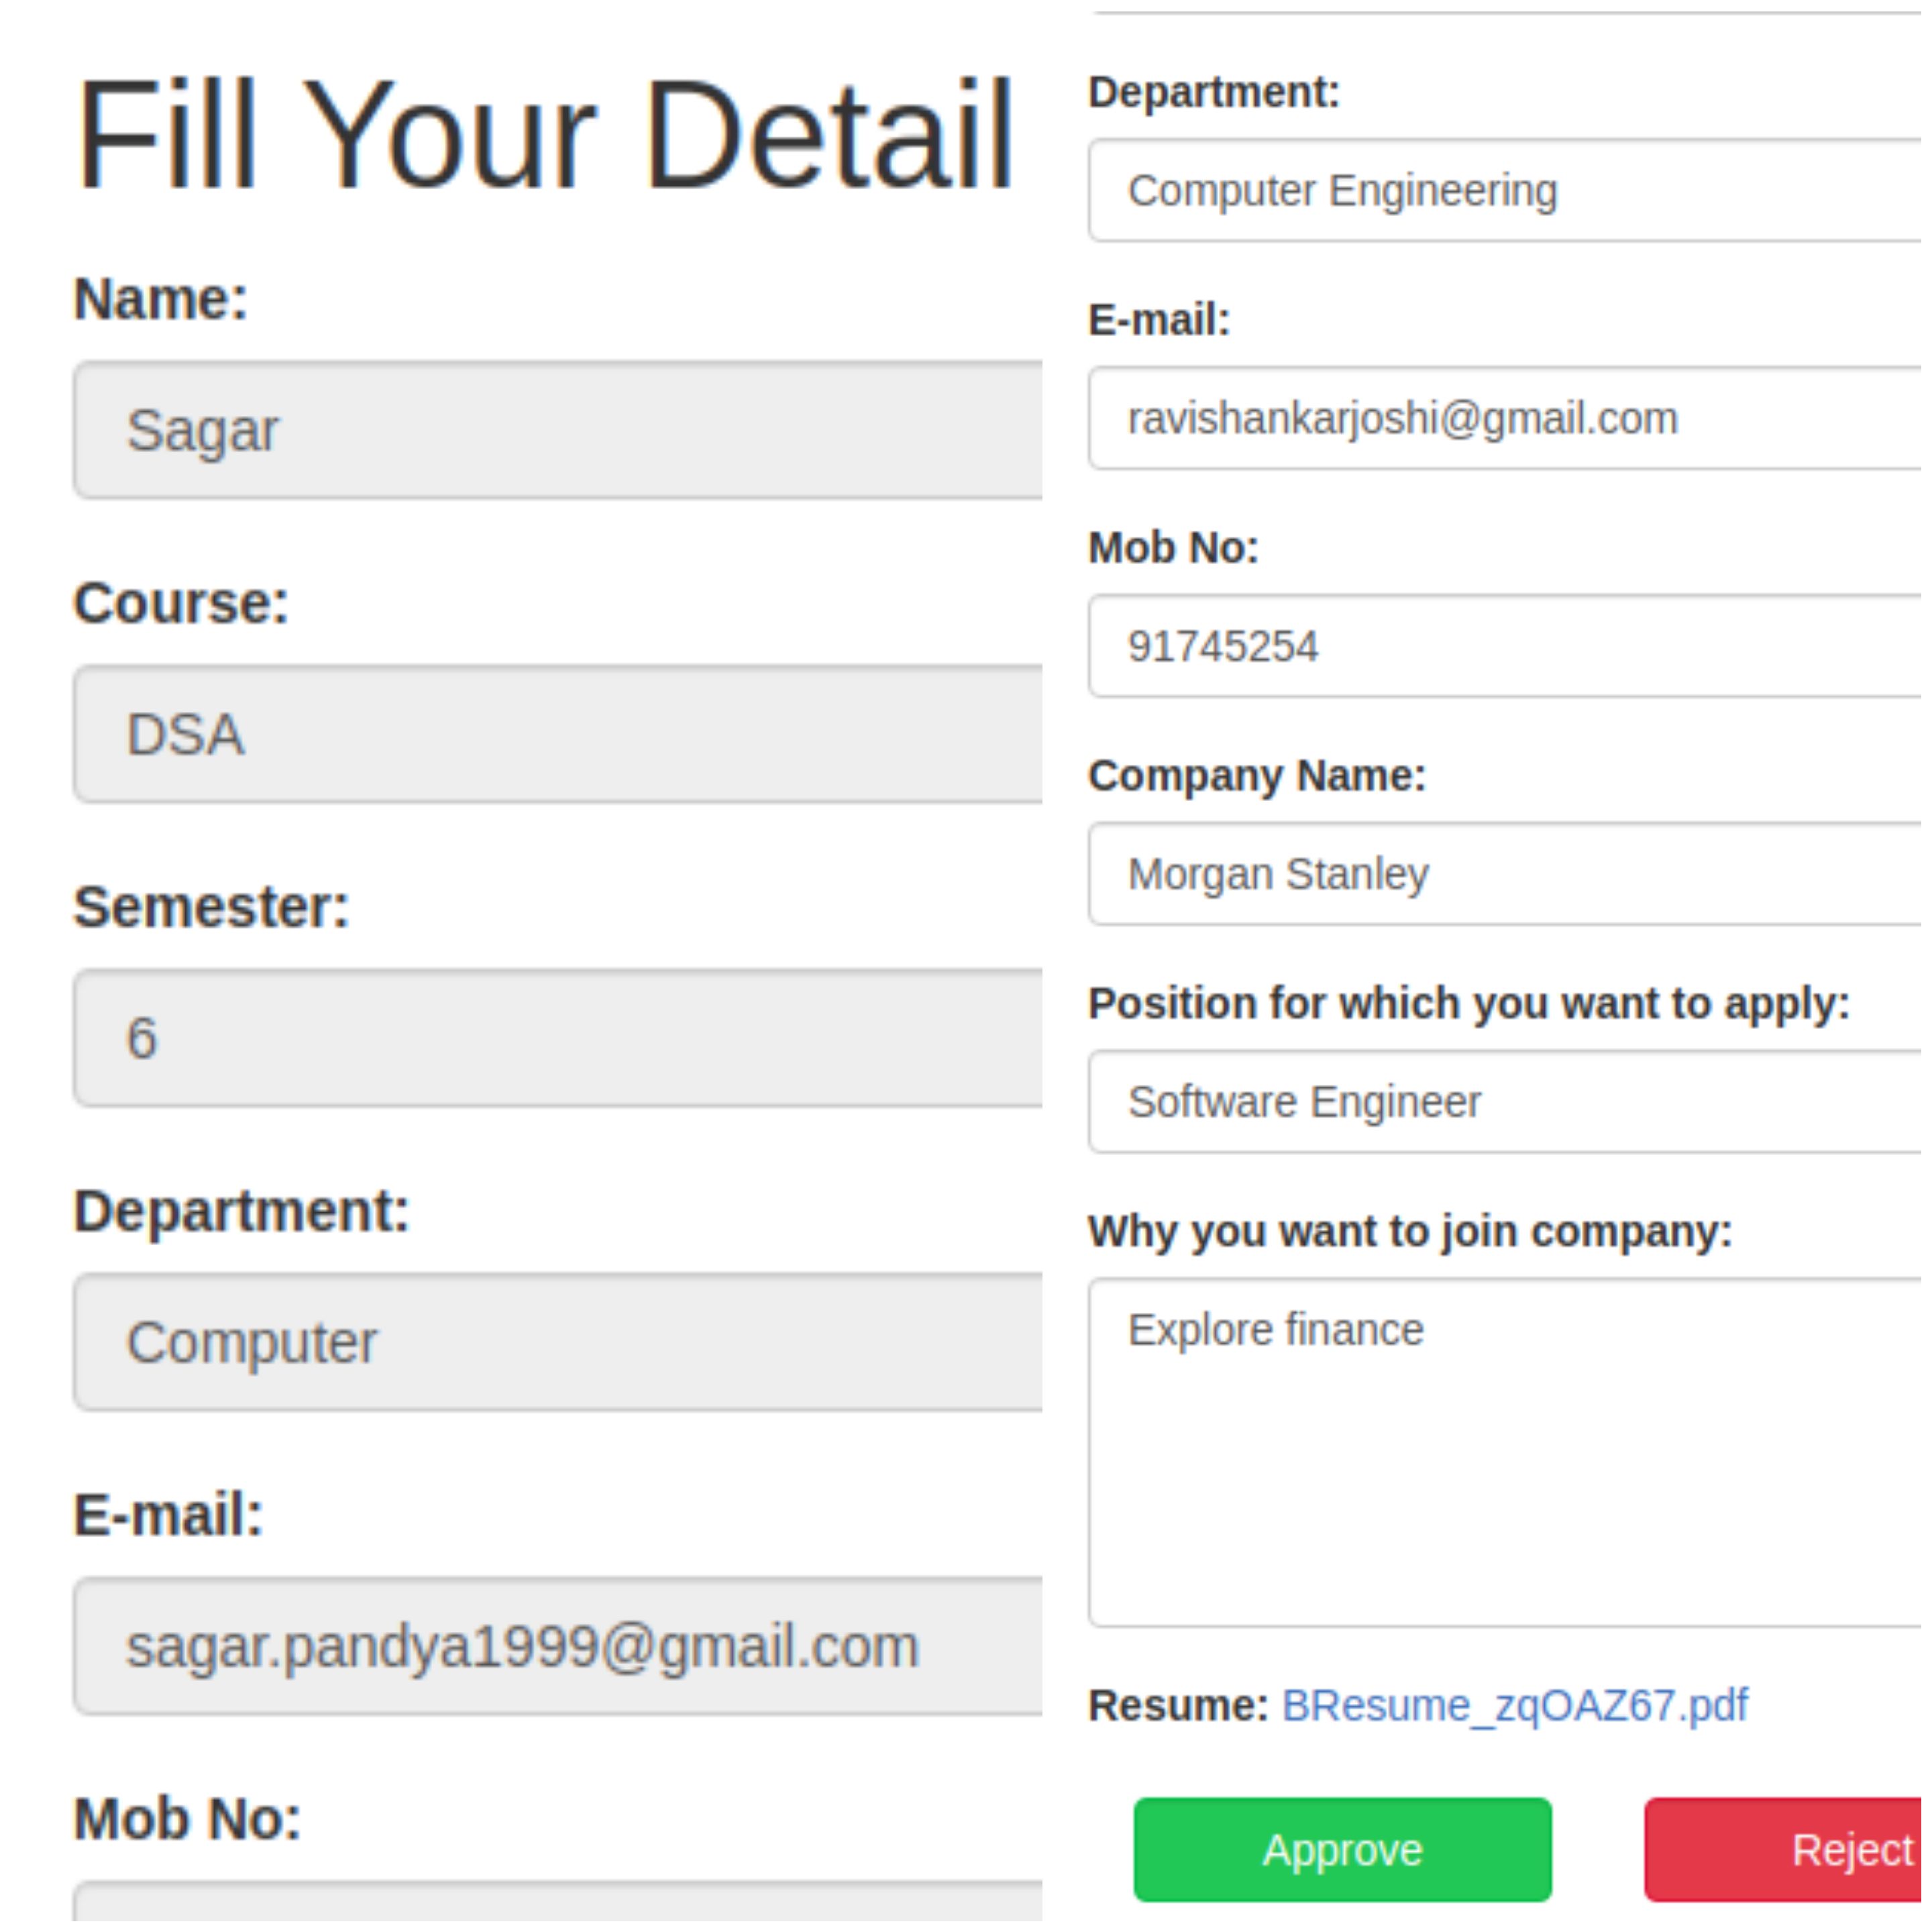 Fill Your Detail
Name:
Sagar
Course:
DSA
Semester:
6
Department:
Computer
E-mail:
sagar.pandya1999@gmail.com
Mob No:
Department:
Computer Engineering
E-mail:
ravishankarjoshi@gmail.com
Mob No:
91745254
Company Name:
Morgan Stanley
Position for which you want to apply:
Software Engineer
Why you want to join company:
Explore finance
Resume: BResume_zqOAZ67.pdf
Approve
Reject